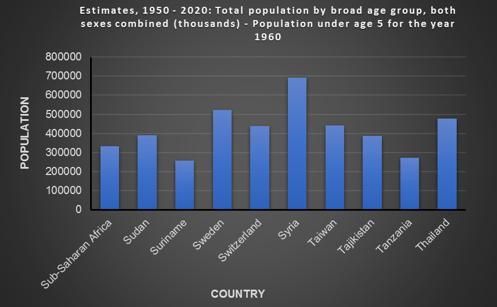 Estimates, 1950 - 2020: Total population by broad age group, both
sexes combined (thousands) - Population under age 5 for the year
1960
POPULATION
800000
700000
600000
500000
400000
300000
200000
100000
0
Sub-Saharan Africa
Sudan
Suriname
Sweden
Switzerland
Syria
Taiwan
Tajikistan
Tanzania
Thailand
COUNTRY